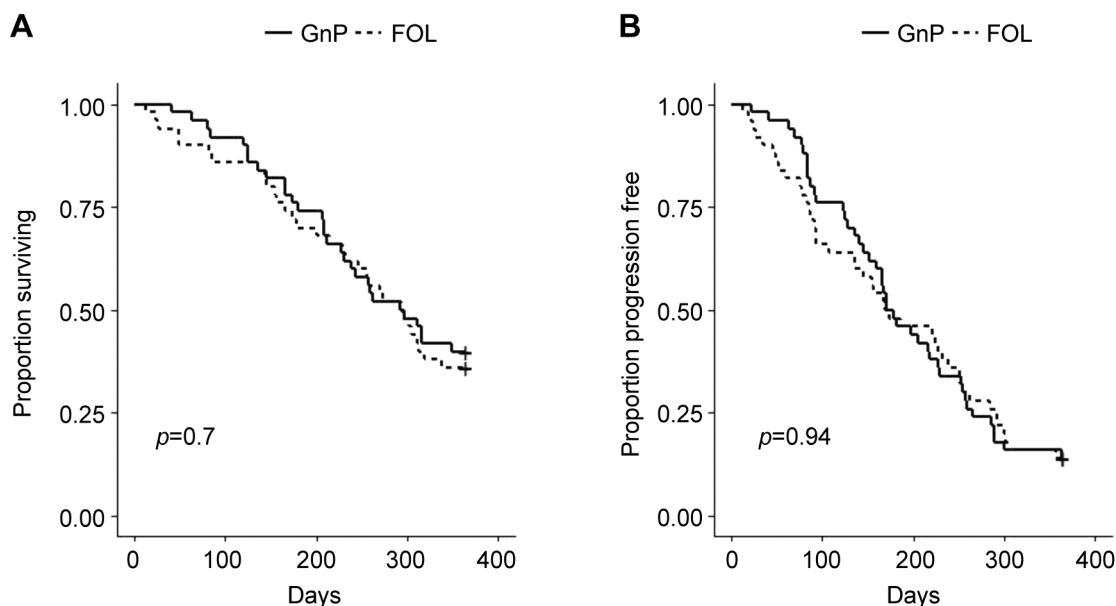 A
GnP FOL
Proportion surviving
1.00
0.75
0.50
0.25
0.00
p=0.7
0 100 200 300 400
Days
B
GnP FOL
Proportion progression free
1.00
0.75
0.50
0.25
0.00
p=0.94
0 100 200 300 400
Days